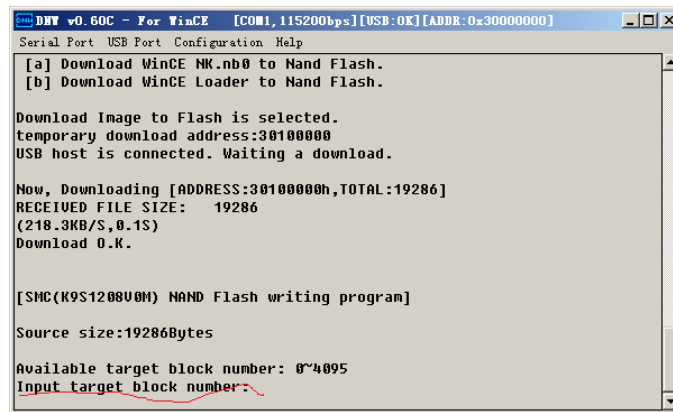 DNW v0.60C - For WinCE [COM1,115200bps][USB:OK][ADDR:0x30000000]
Serial Port USB Port Configuration Help
[a] Download WinCE NK.nb0 to Nand Flash.
[b] Download WinCE Loader to Nand Flash.
Download Image to Flash is selected.
temporary download address:30100000
USB host is connected. Waiting a download.
Now, Downloading [ADDRESS:30100000h,TOTAL:19286]
RECEIVED FILE SIZE: 19286
(218.3KB/S,0.1S)
Download O.K.
[SMC(K9S1208V0M) NAND Flash writing program]
Source size:19286Bytes
Available target block number: 0~4095
Input target block number: